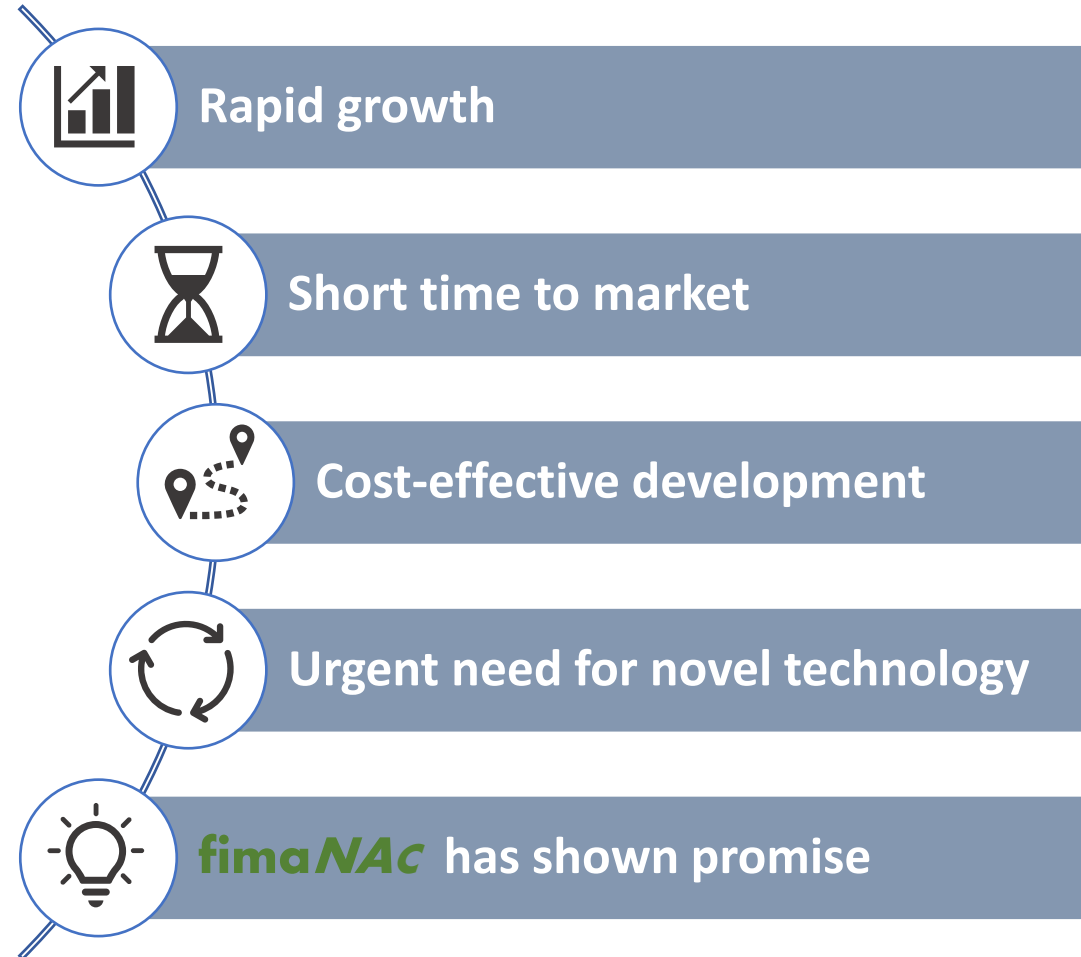 Rapid growth
Short time to market
Cost-effective development
Urgent need for novel technology
fimaNAc has shown promise